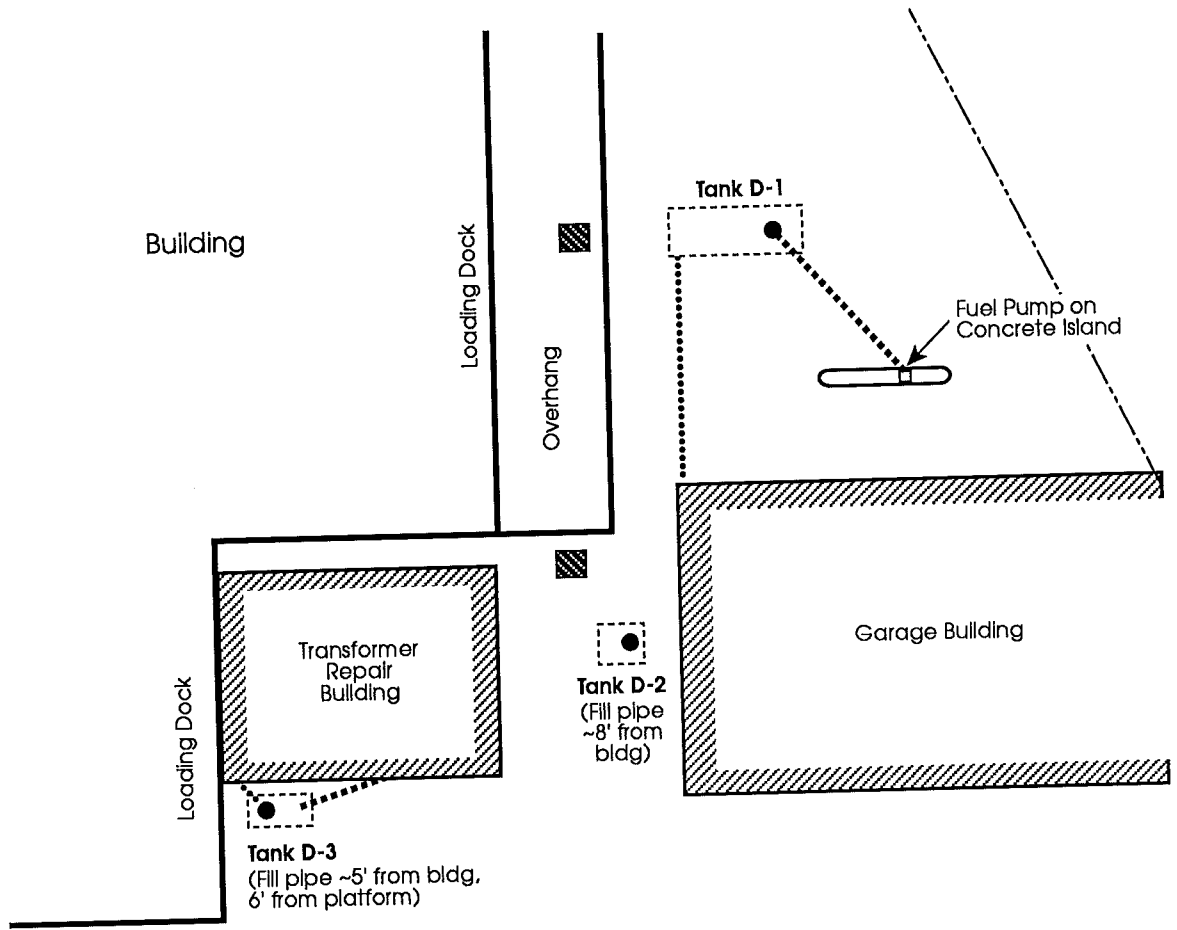 Tank D-1
Building
Loading Dock
Fuel Pump on
Concrete Island
Overhang
Transformer
Repair
Building
Garage Building
Tank D-2
(Fill pipe
~8' from
bldg)
Loading Dock
Tank D-3
(Fill pipe ~5' from bldg,
6' from platform)